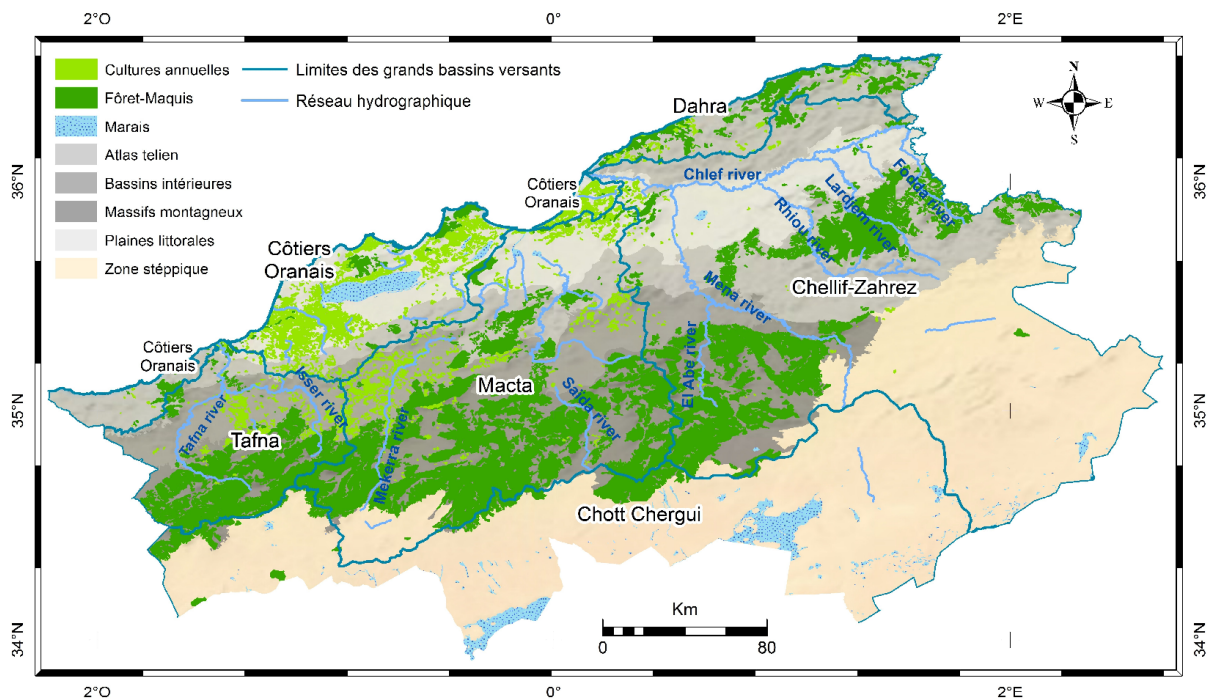 2°O
0°
2°E
Cultures annuelles
Fôret-Maquis
Marais
Atlas telien
Bassins intérieures
Massifs montagneux
Plaines littorales
Zone stéppique
Limites des grands bassins versants
Réseau hydrographique
N
W
E
S
36°N
35°N
34°N
36°N
35°N
34°N
Dahra
Chlef river
Fodda river
Lardjem river
Rhiou river
Côtiers
Oranais
Côtiers
Oranais
Chellif-Zahrez
Mena river
El Abe river
Côtiers
Oranais
Isser river
Macta
Saida river
Tafna river
Tafna
Mekerra river
Chott Chergui
Km
0
80
2°O
0°
2°E